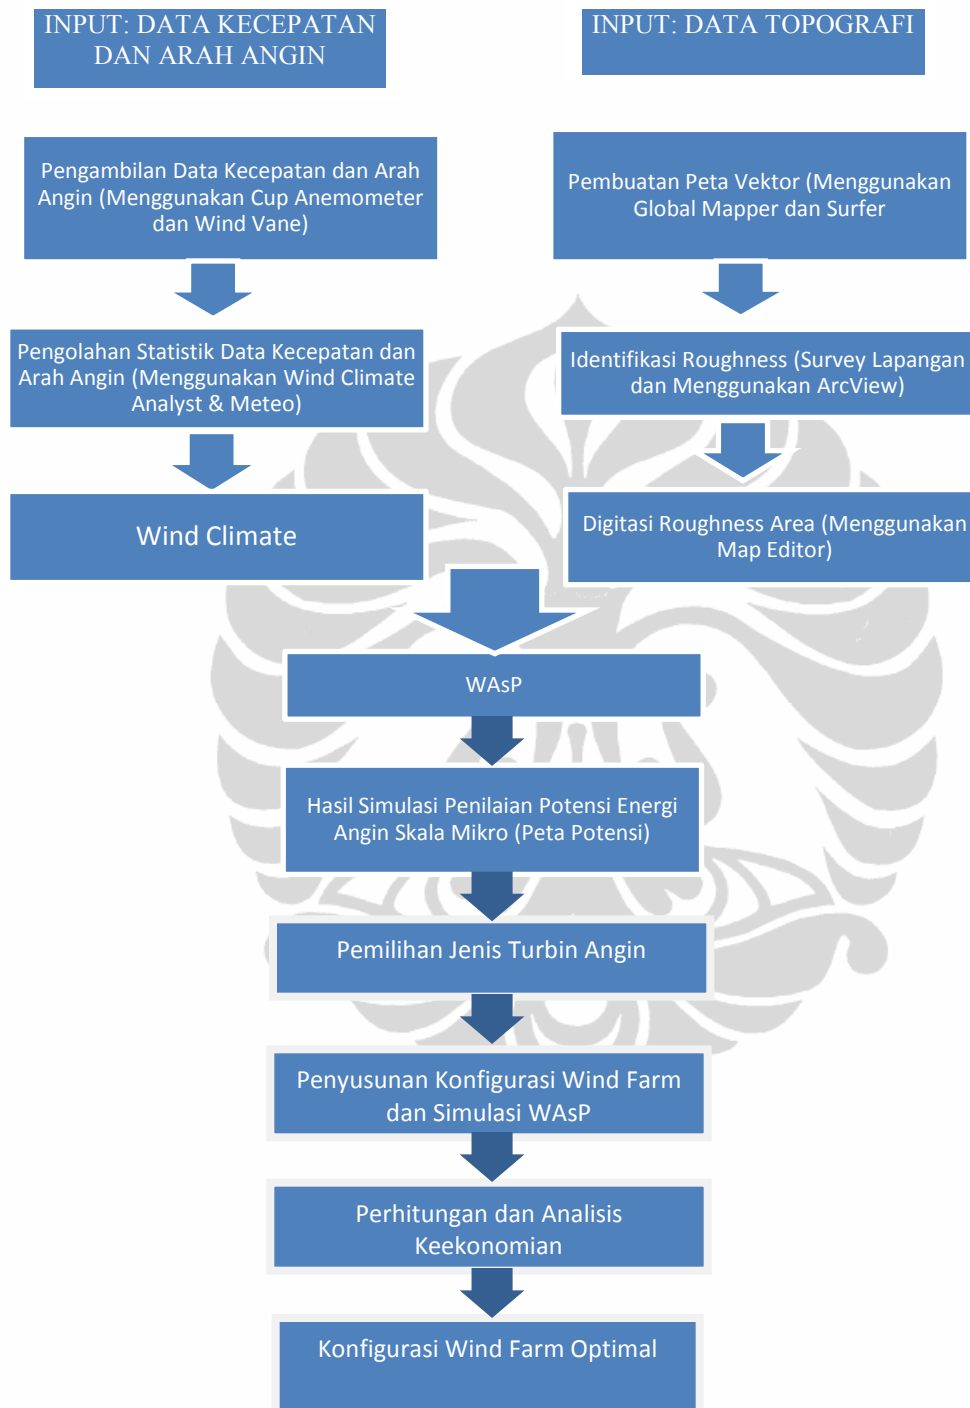 INPUT: DATA KECEPATAN
DAN ARAH ANGIN
INPUT: DATA TOPOGRAFI
Pengambilan Data Kecepatan dan Arah
Angin (Menggunakan Cup Anemometer
dan Wind Vane)
Pembuatan Peta Vektor (Menggunakan
Global Mapper dan Surfer
Pengolahan Statistik Data Kecepatan dan
Arah Angin (Menggunakan Wind Climate
Analyst & Meteo)
Identifikasi Roughness (Survey Lapangan
dan Menggunakan ArcView)
Wind Climate
Digitasi Roughness Area (Menggunakan
Map Editor)
WAsP
Hasil Simulasi Penilaian Potensi Energi
Angin Skala Mikro (Peta Potensi)
Pemilihan Jenis Turbin Angin
Penyusunan Konfigurasi Wind Farm
dan Simulasi WAsP
Perhitungan dan Analisis
Keekonomian
Konfigurasi Wind Farm Optimal